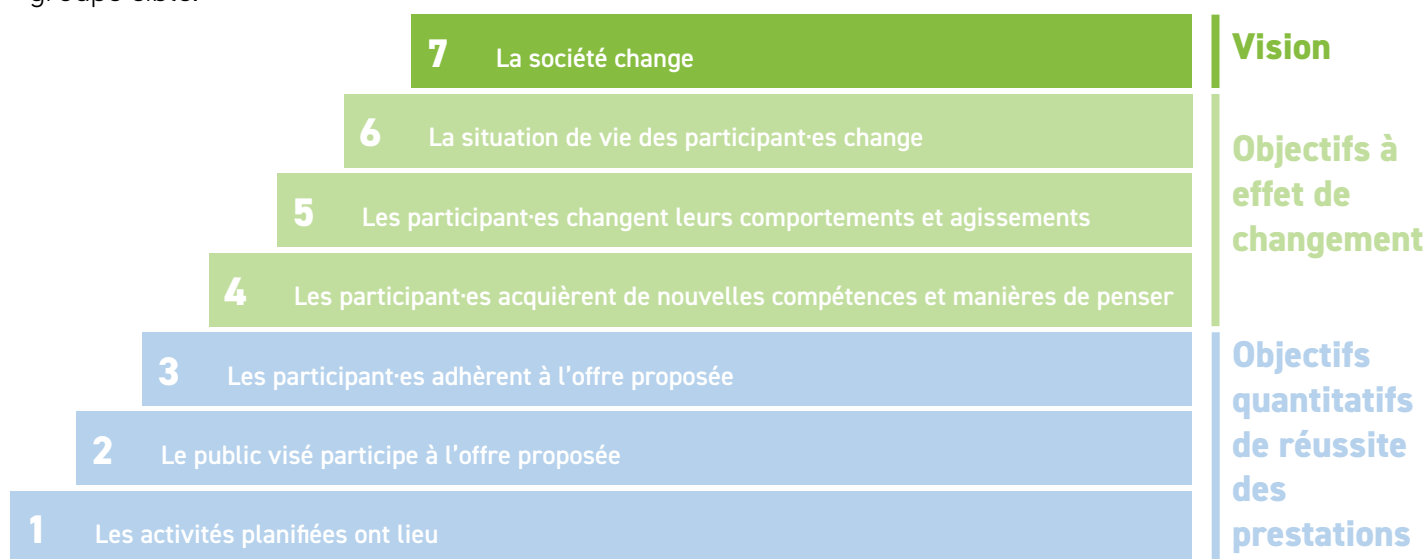 groupe cible.
7 La société change
Vision
6 La situation de vie des participant·es change
5 Les participant·es changent leurs comportements et agissements
4 Les participant·es acquièrent de nouvelles compétences et manières de penser
Objectifs à
effet de
changement
3 Les participant·es adhèrent à l’offre proposée
2 Le public visé participe à l’offre proposée
1 Les activités planifiées ont lieu
Objectifs
quantitatifs
de réussite
des
prestations